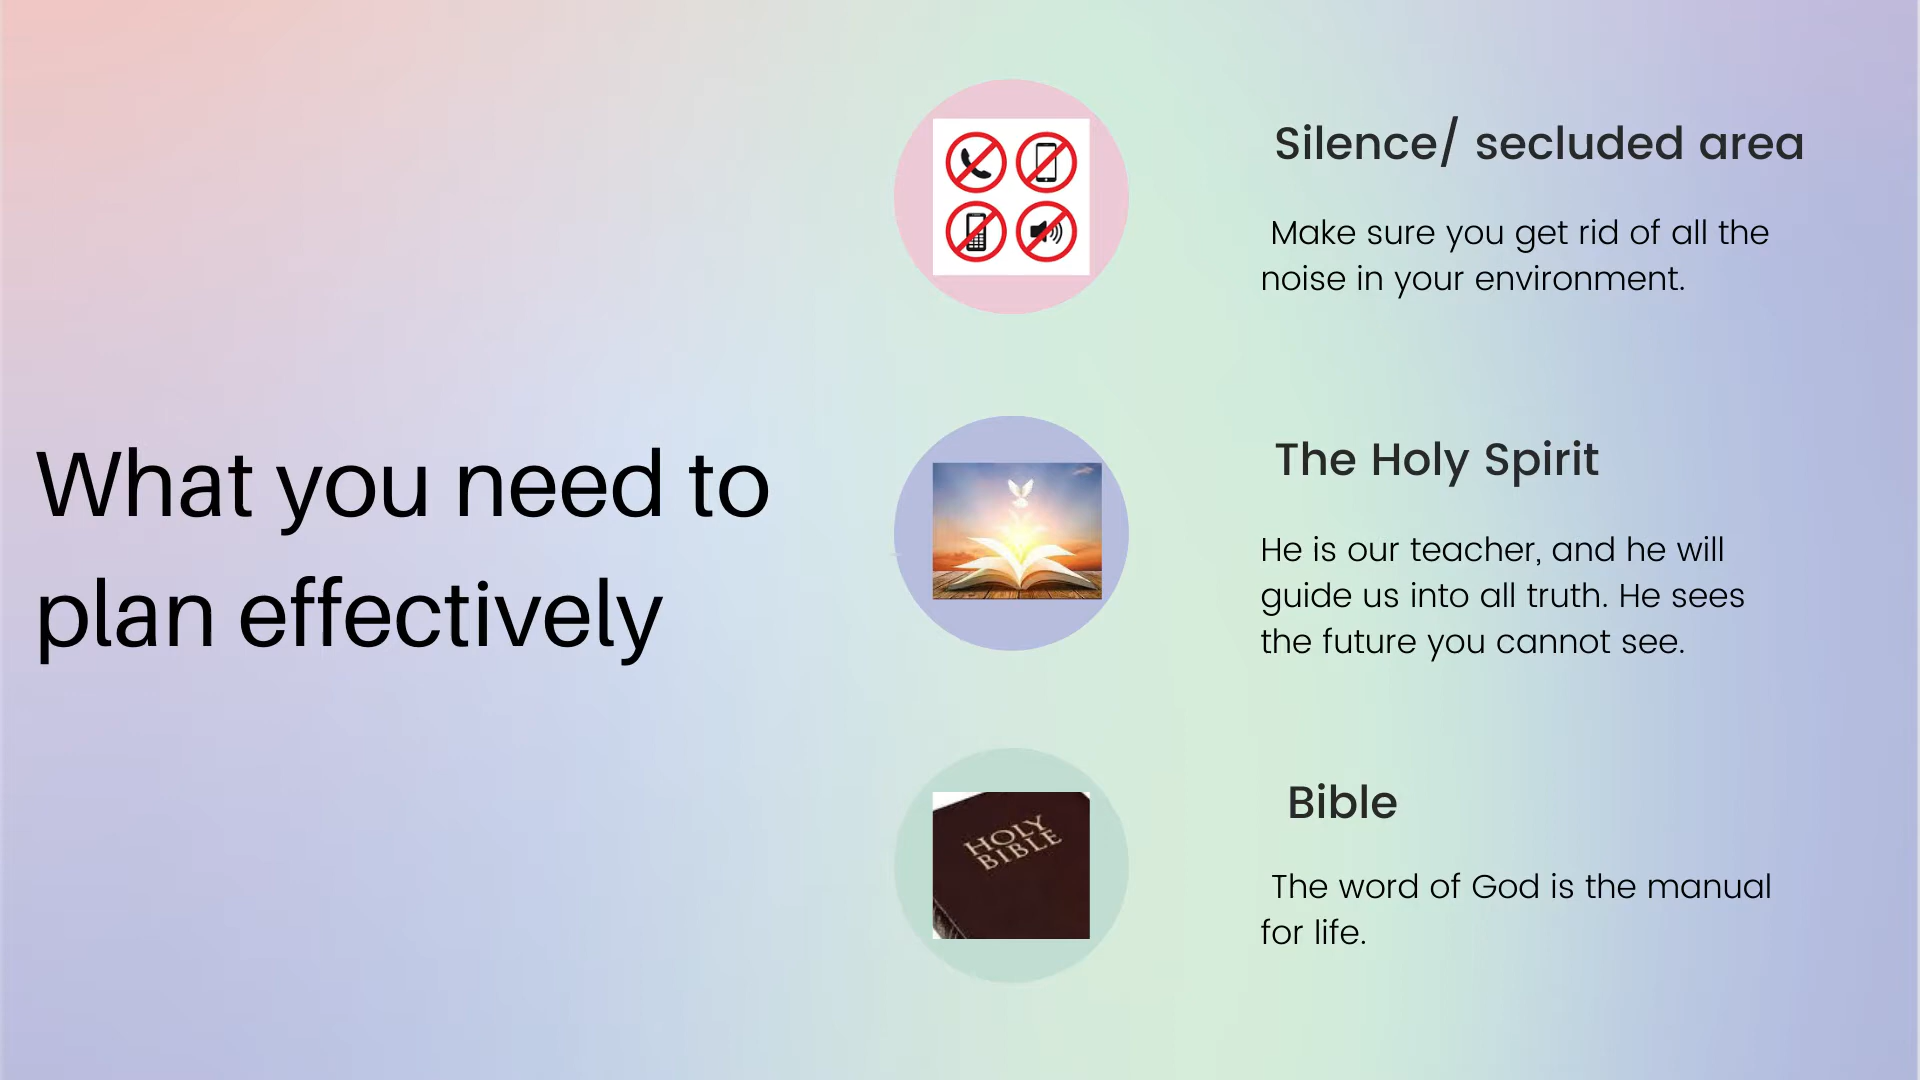 What you need to
plan effectively
Silence/ secluded area
Make sure you get rid of all the
noise in your environment.
The Holy Spirit
He is our teacher, and he will
guide us into all truth. He sees
the future you cannot see.
HOLY
BIBLE
Bible
The word of God is the manual
for life.